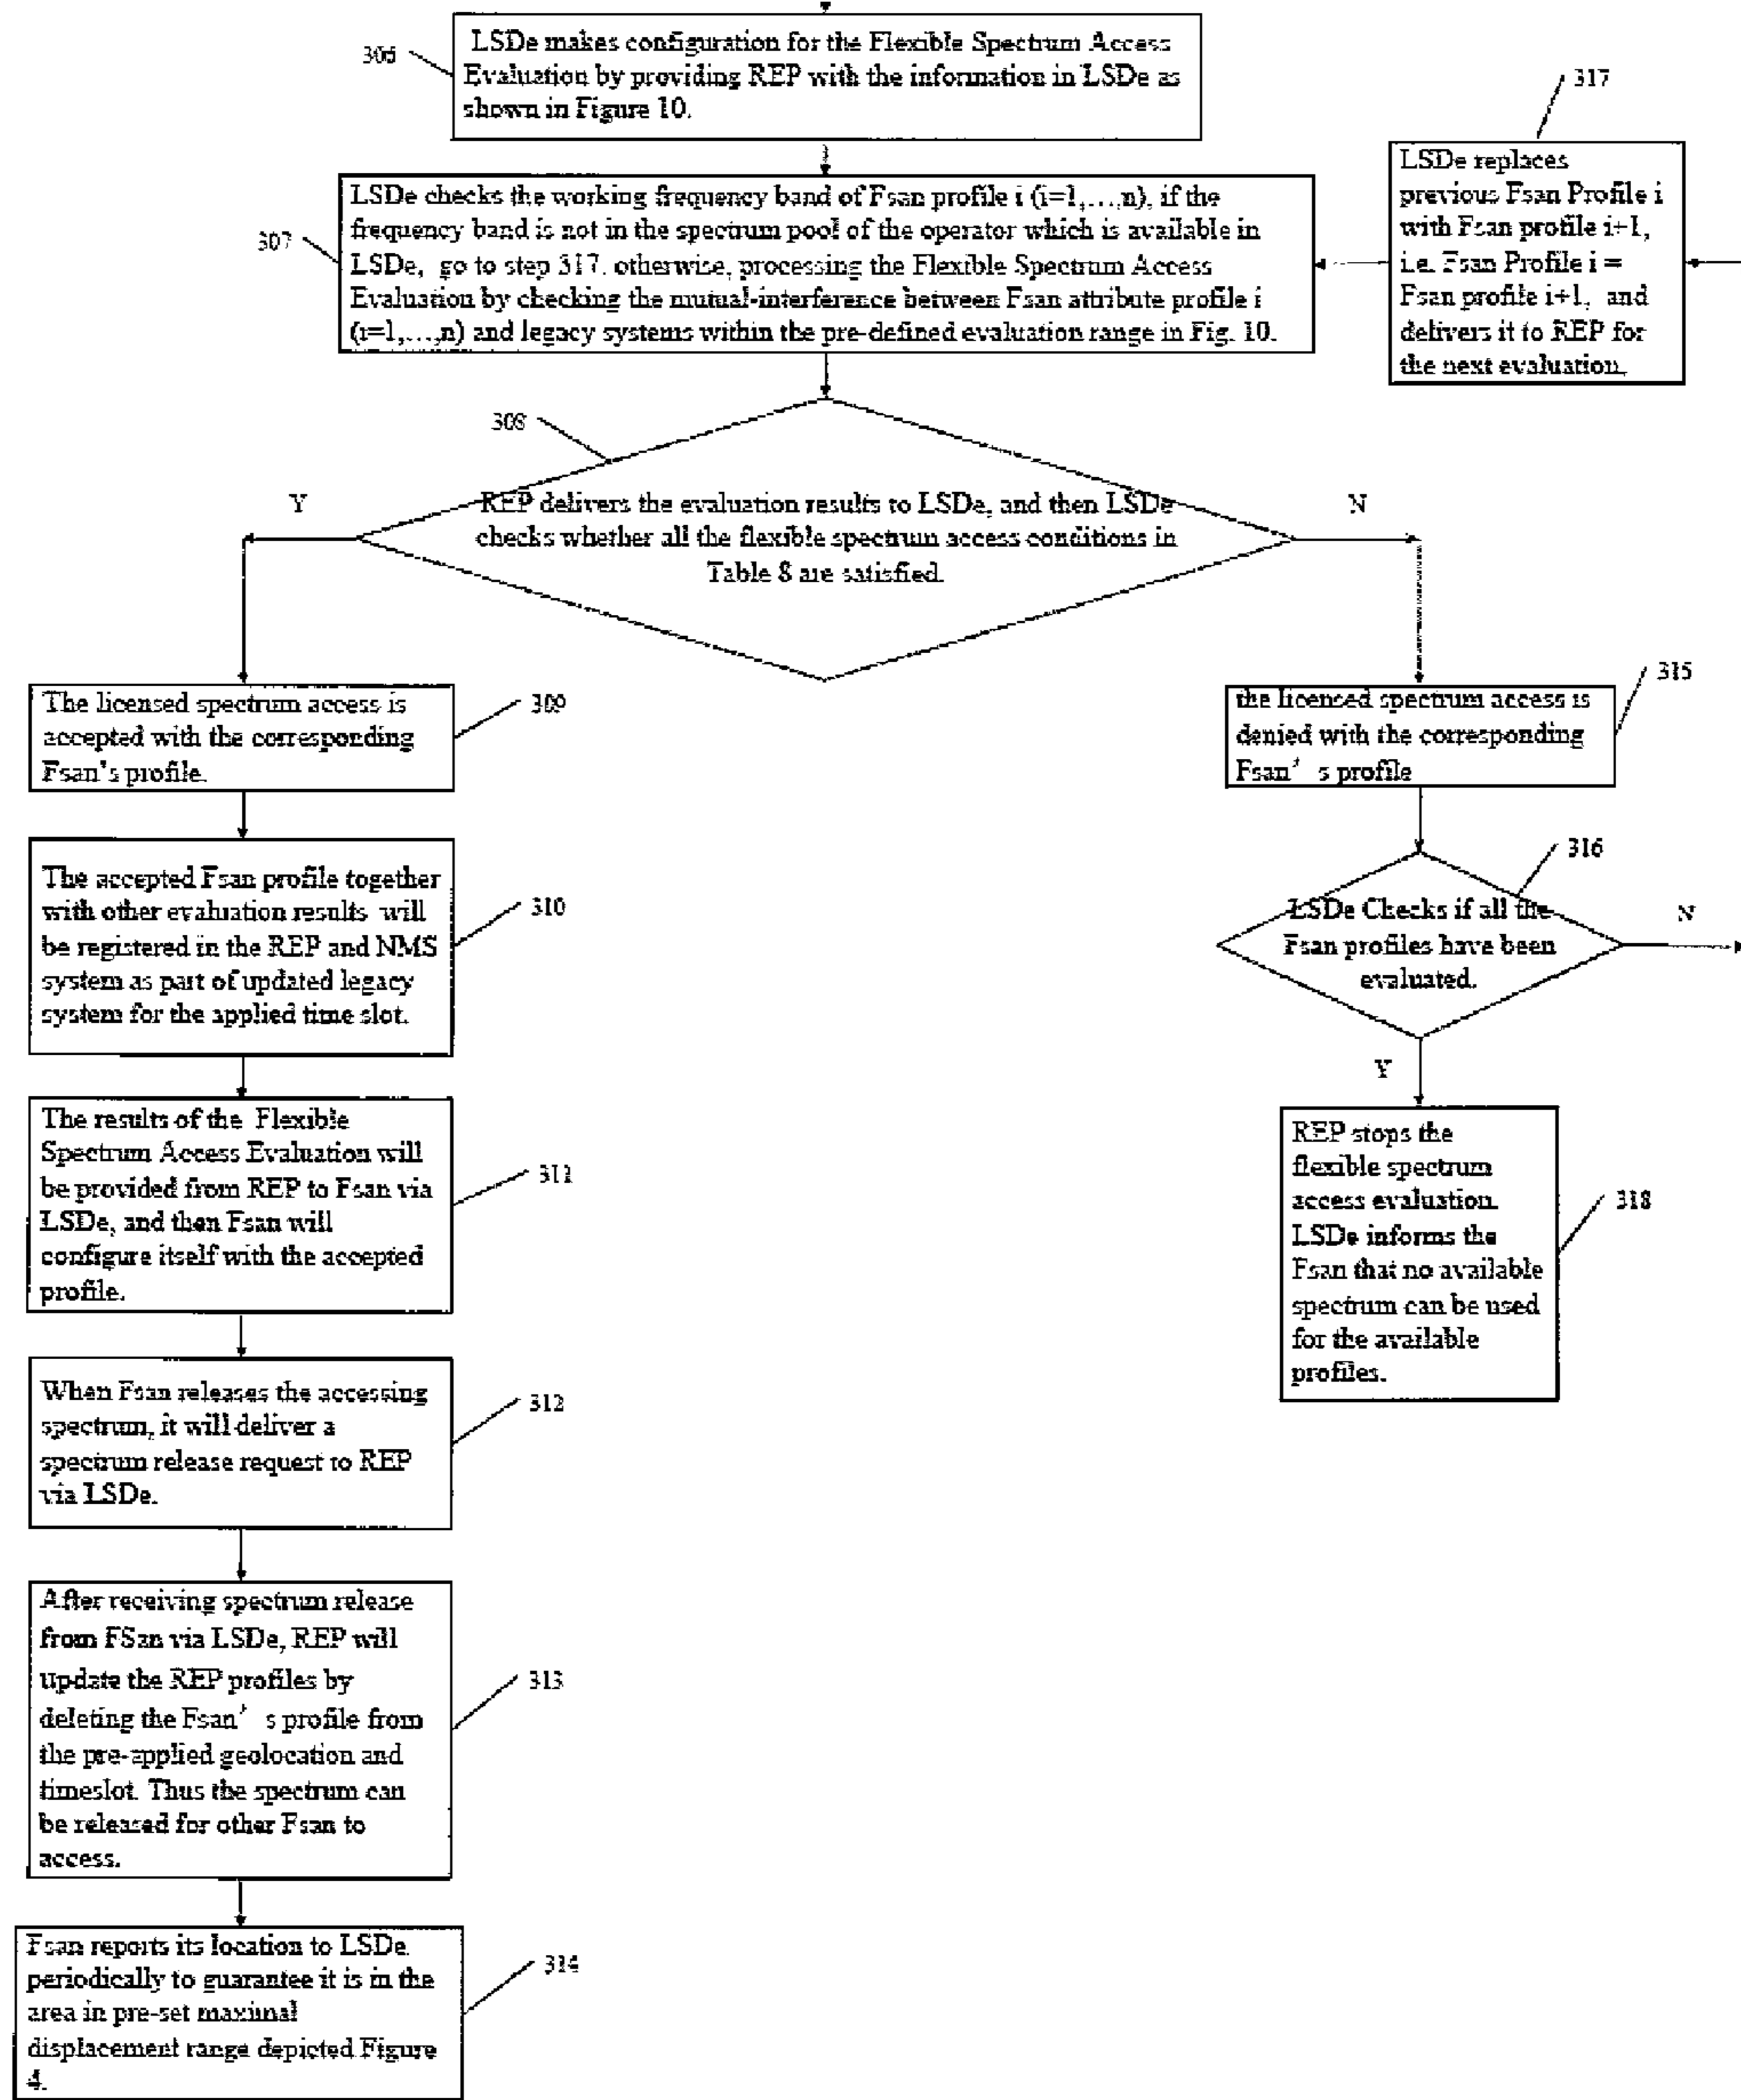 306
LSDe makes configuration for the Flexible Spectrum Access
Evaluation by providing REP with the information in LSDe as
shown in Figure 10.
317
LSDe replaces
previous Fsan Profile i
with Fsan profile i+1,
i.e. Fsan Profile i =
Fsan profile i+1, and
delivers it to REP for
the next evaluation.
307
LSDe checks the working frequency band of Fsan profile i (i=1,...,n), if the
frequency band is not in the spectrum pool of the operator which is available in
LSDe, go to step 317. otherwise, processing the Flexible Spectrum Access
Evaluation by checking the mutual-interference between Fsan attribute profile i
(i=1,...,n) and legacy systems within the pre-defined evaluation range in Fig. 10.
308
Y
REP delivers the evaluation results to LSDe, and then LSDe
checks whether all the flexible spectrum access conditions in
Table 8 are satisfied.
N
The licensed spectrum access is
accepted with the corresponding
Fsan's profile.
309
the licensed spectrum access is
denied with the corresponding
Fsan' s profile
315
The accepted Fsan profile together
with other evaluation results will
be registered in the REP and NMS
system as part of updated legacy
system for the applied time slot.
310
316
LSDe Checks if all the
Fsan profiles have been
evaluated.
N
Y
The results of the Flexible
Spectrum Access Evaluation will
be provided from REP to Fsan via
LSDe, and then Fsan will
configure itself with the accepted
profile.
311
REP stops the
flexible spectrum
access evaluation.
LSDe informs the
Fsan that no available
spectrum can be used
for the available
profiles.
318
When Fsan releases the accessing
spectrum, it will deliver a
spectrum release request to REP
via LSDe.
312
After receiving spectrum release
from FSan via LSDe, REP will
update the REP profiles by
deleting the Fsan' s profile from
the pre-applied geolocation and
timeslot. Thus the spectrum can
be released for other Fsan to
access.
313
Fsan reports its location to LSDe
periodically to guarantee it is in the
area in pre-set maximal
displacement range depicted Figure
4.
314